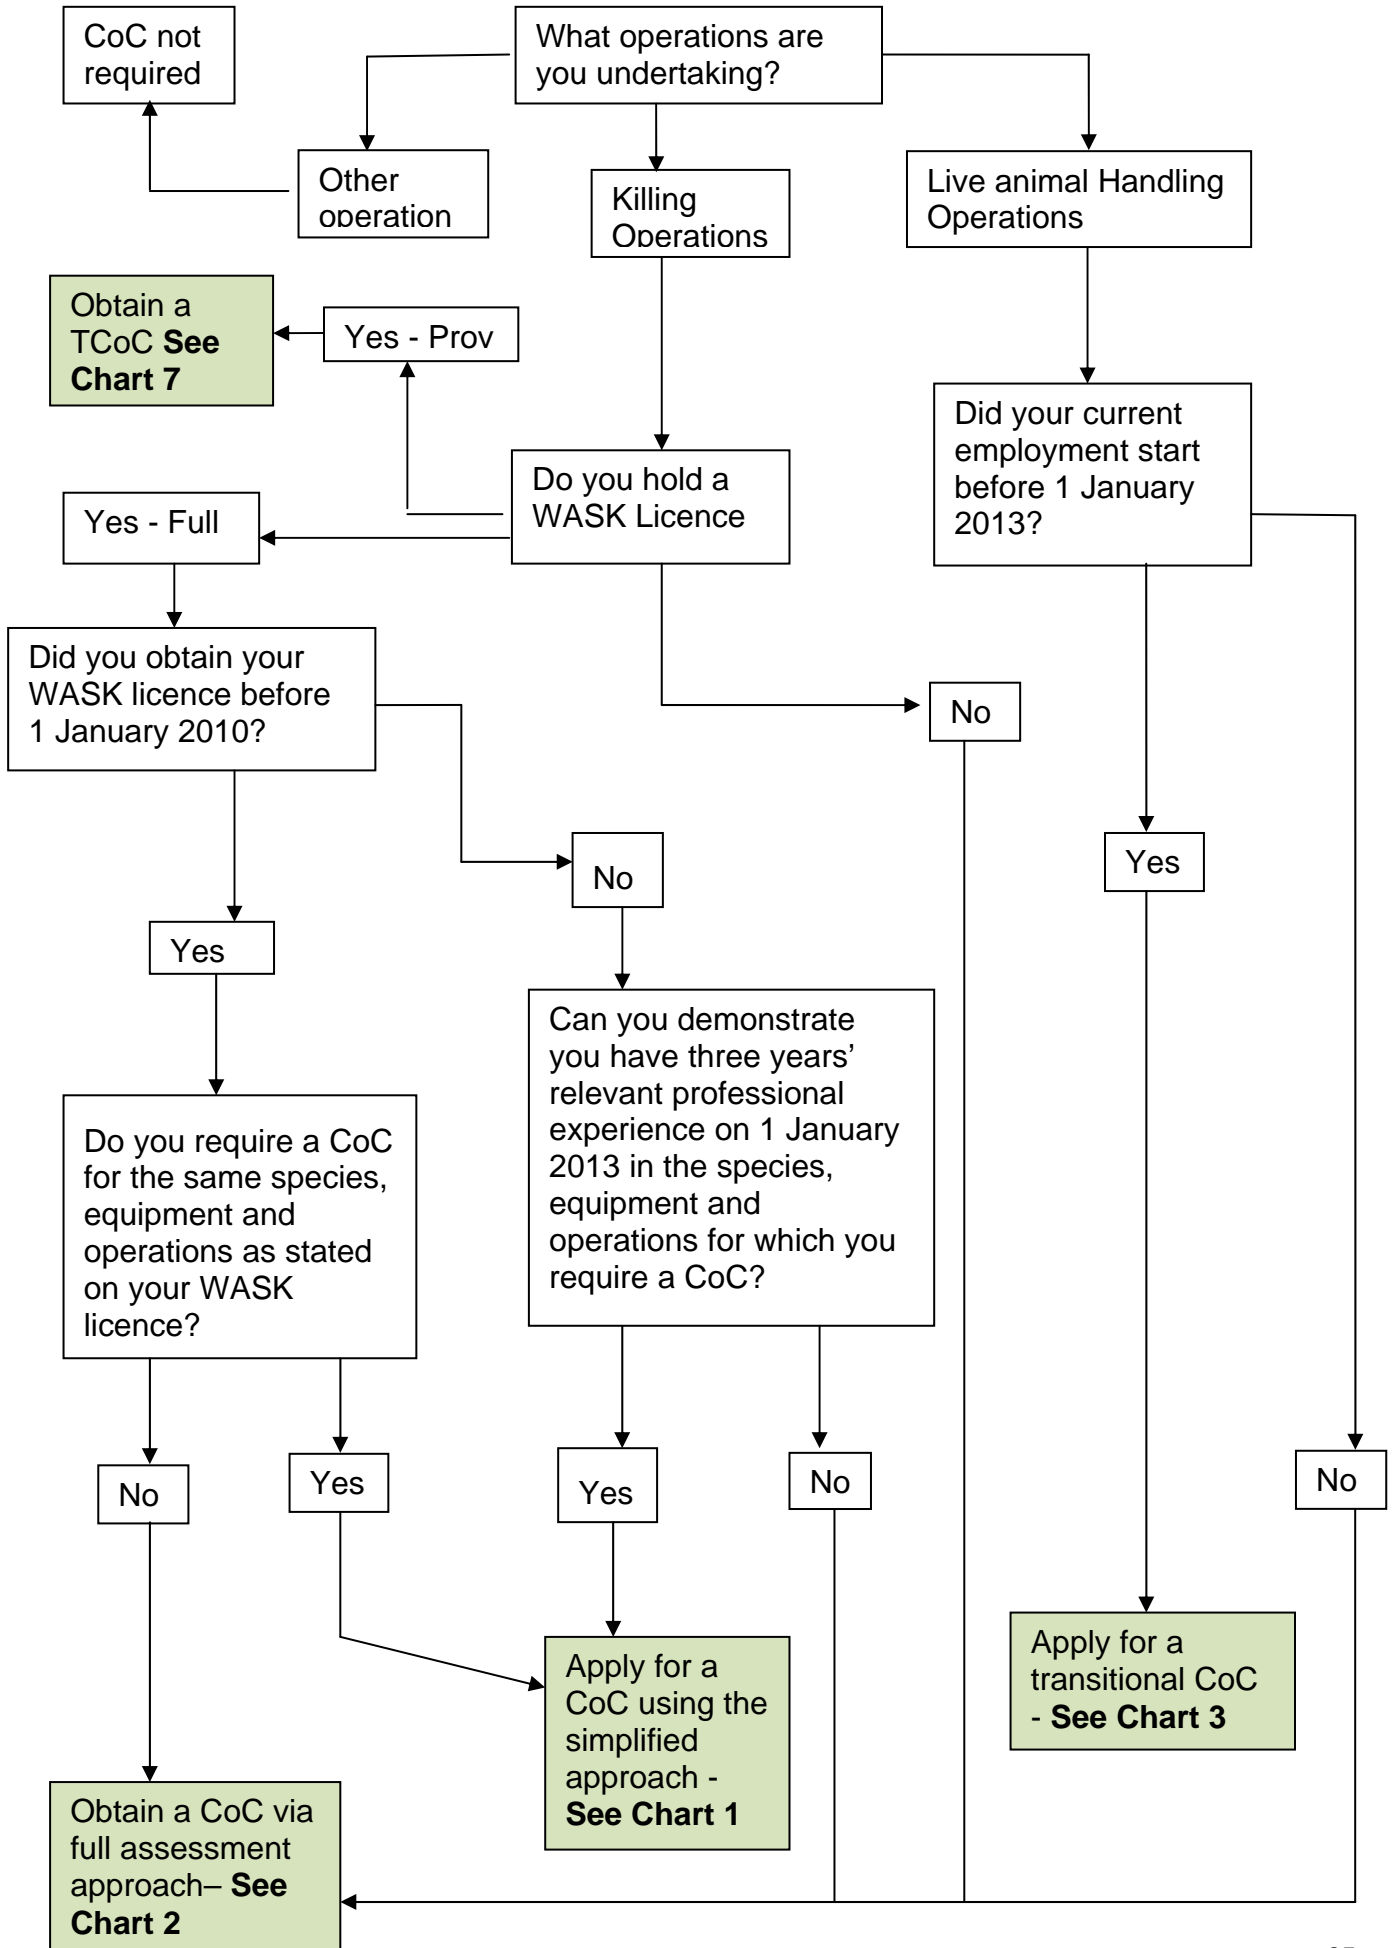 CoC not
required
What operations are
you undertaking?
Other
operation
Killing
Operations
Live animal Handling
Operations
Obtain a
TCoC See
Chart 7
Yes - Prov
Did your current
employment start
before 1 January
2013?
Do you hold a
WASK Licence
Yes - Full
Did you obtain your
WASK licence before
1 January 2010?
No
No
Yes
Yes
Can you demonstrate
you have three years’
relevant professional
experience on 1 January
2013 in the species,
equipment and
operations for which you
require a CoC?
Do you require a CoC
for the same species,
equipment and
operations as stated
on your WASK
licence?
No
Yes
Yes
No
No
Apply for a
transitional CoC
- See Chart 3
Apply for a
CoC using the
simplified
approach -
See Chart 1
Obtain a CoC via
full assessment
approach– See
Chart 2